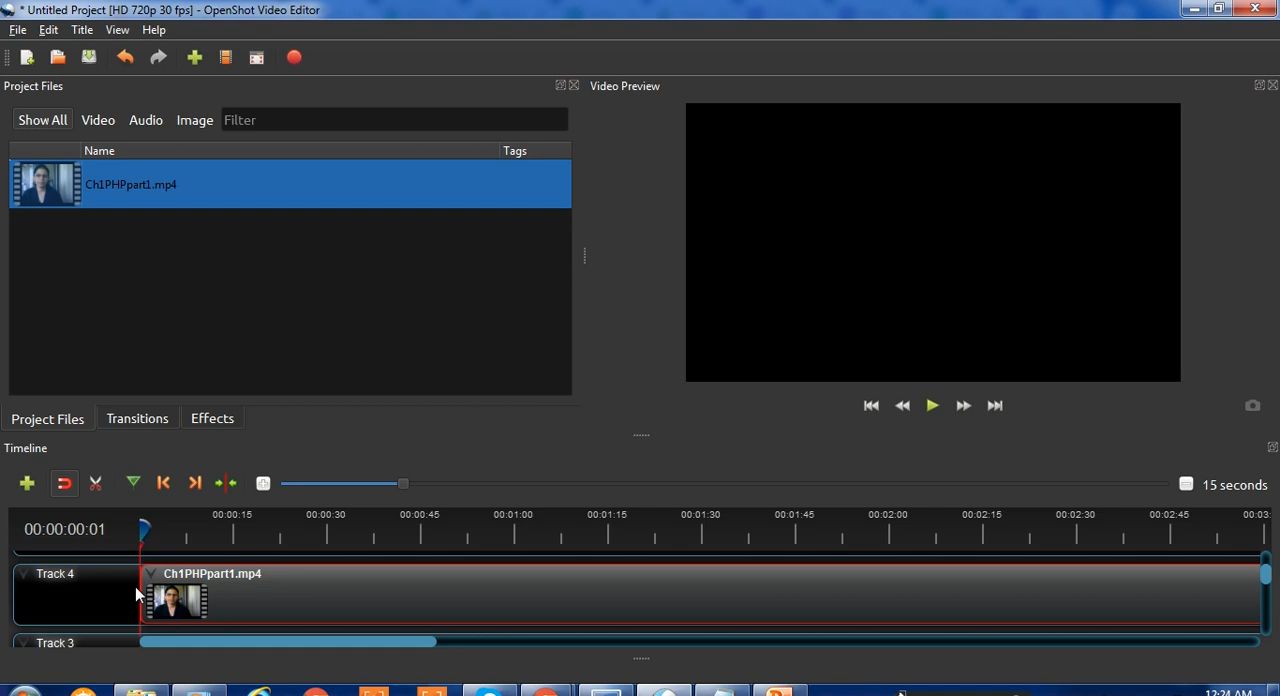 * Untitled Project [HD 720p 30 fps] - OpenShot Video Editor
File Edit Title View Help
Project Files
Video Preview
Show All Video Audio Image Filter
Name Tags
Ch1PHPpart1.mp4
Project Files Transitions Effects
Timeline
15 seconds
00:00:00:01
00:00:15 00:00:30 00:00:45 00:01:00 00:01:15 00:01:30 00:01:45 00:02:00 00:02:15 00:02:30 00:02:45 00:03:
Track 4 Ch1PHPpart1.mp4
Track 3
12:24 AM